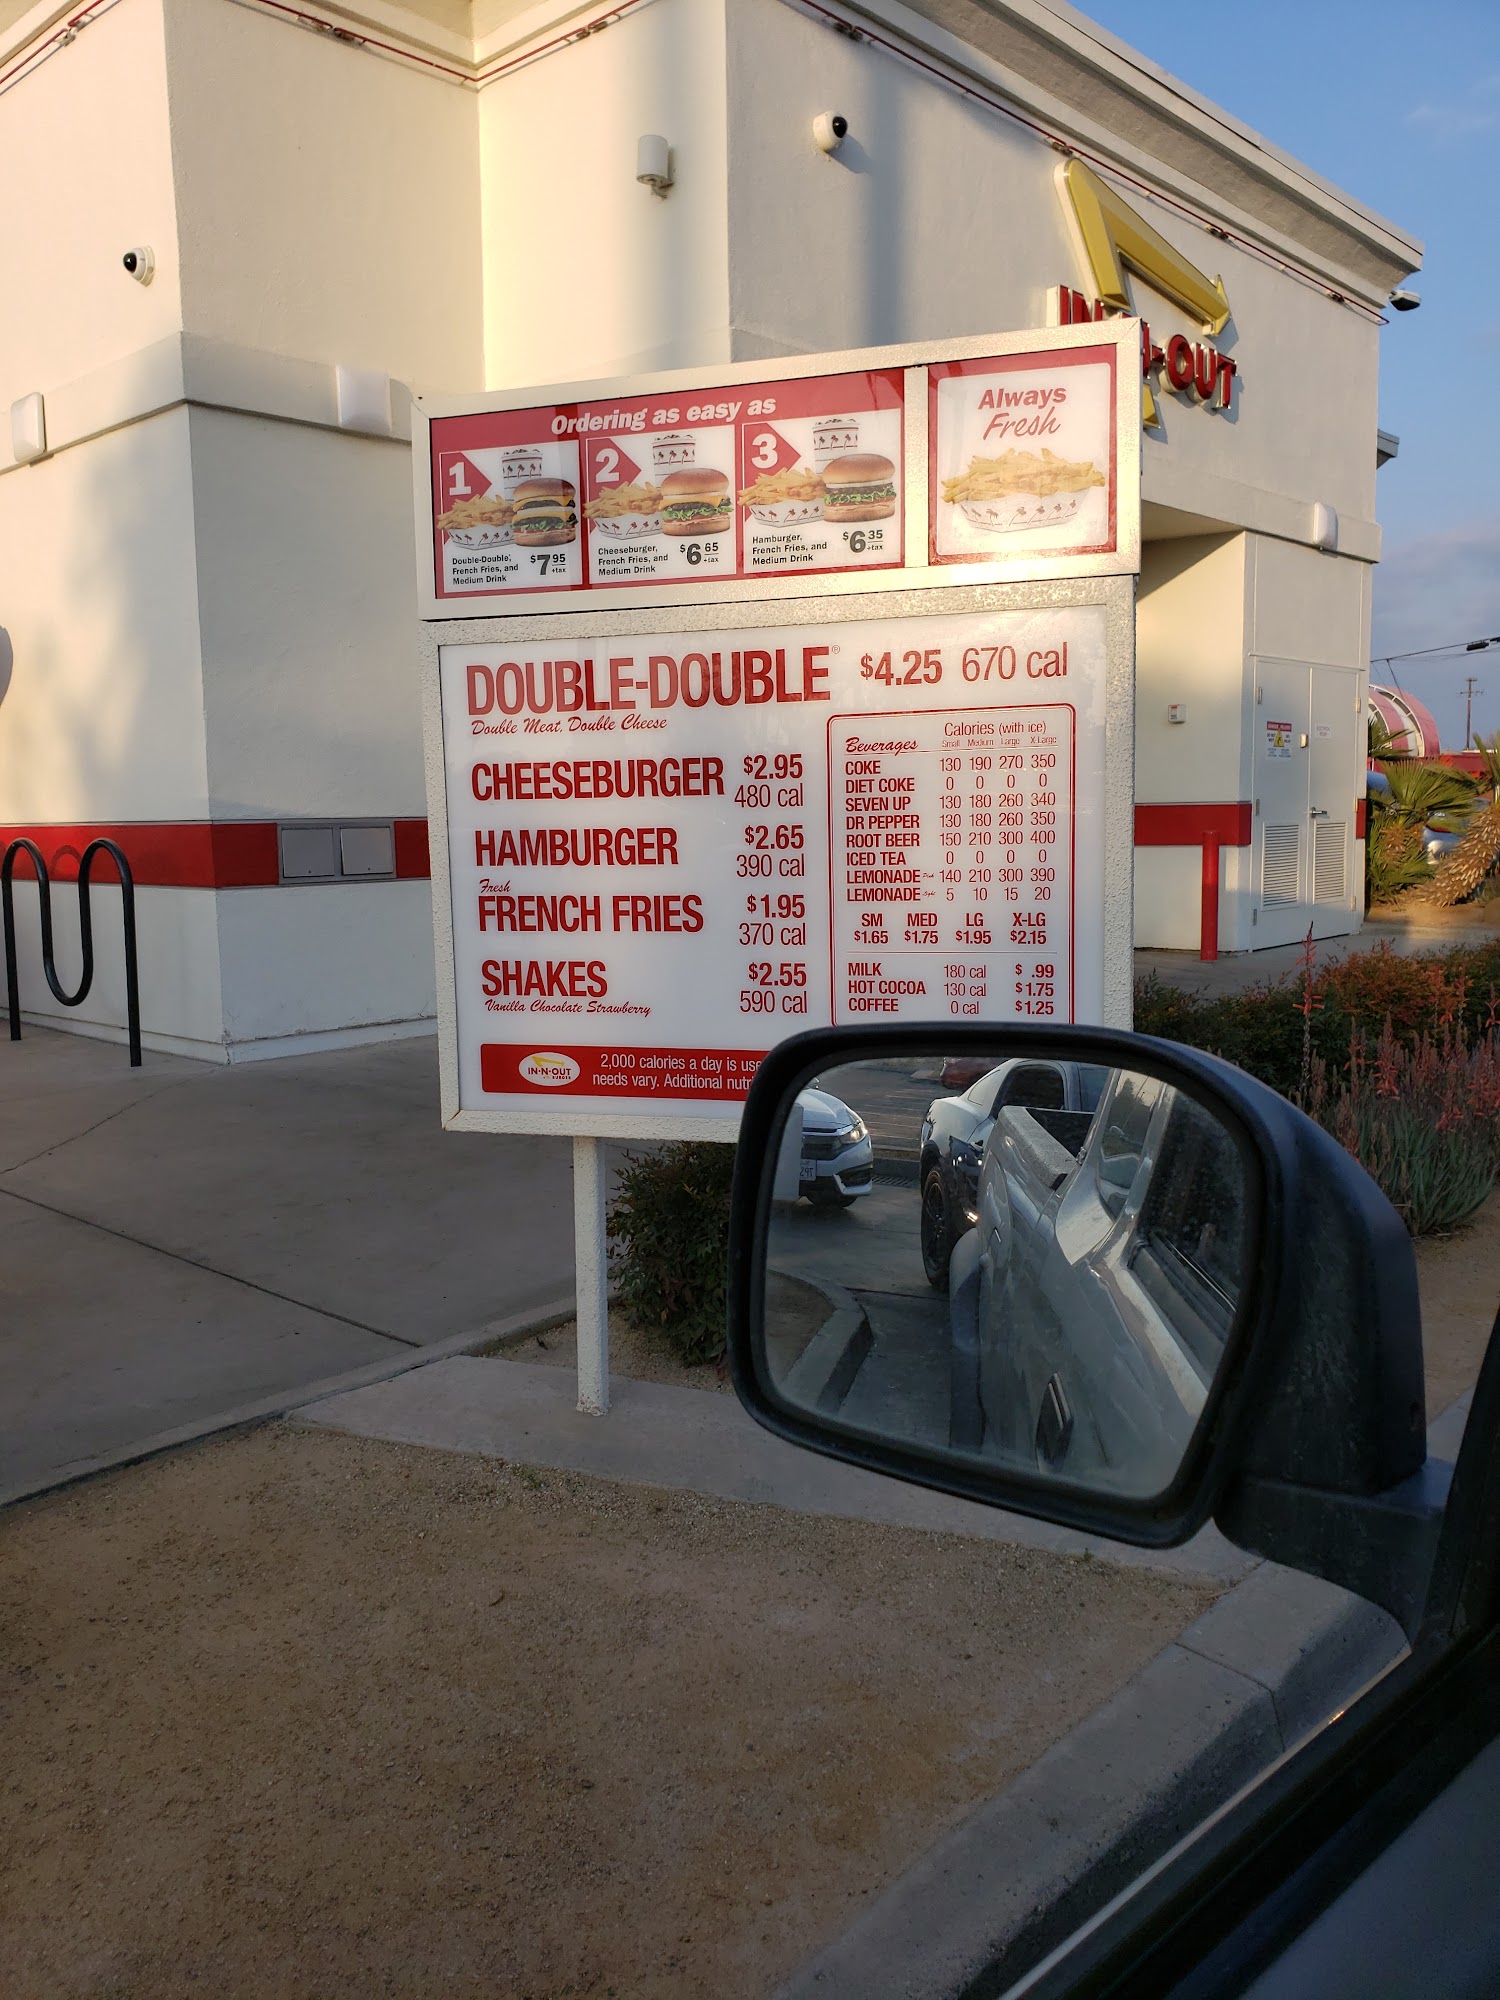 IN-N-OUT
Ordering as easy as
1
Double-Double,
French Fries, and
Medium Drink
$7 95
+tax
2
Cheeseburger,
French Fries, and
Medium Drink
$6 65
+tax
3
Hamburger,
French Fries, and
Medium Drink
$6 35
+tax
Always
Fresh
DOUBLE-DOUBLE® $4.25 670 cal
Double Meat, Double Cheese
CHEESEBURGER $2.95
480 cal
HAMBURGER $2.65
390 cal
Fresh
FRENCH FRIES $1.95
370 cal
SHAKES $2.55
Vanilla Chocolate Strawberry 590 cal
Calories (with ice)
Beverages Small Medium Large X-Large
COKE 130 190 270 350
DIET COKE 0 0 0 0
SEVEN UP 130 180 260 340
DR PEPPER 130 180 260 350
ROOT BEER 150 210 300 400
ICED TEA 0 0 0 0
LEMONADE 140 210 300 390
LEMONADE 5 10 15 20
SM MED LG X-LG
$1.65 $1.75 $1.95 $2.15
MILK 180 cal $ .99
HOT COCOA 130 cal $1.75
COFFEE 0 cal $1.25
IN-N-OUT
BURGER
2,000 calories a day is use
needs vary. Additional nutr